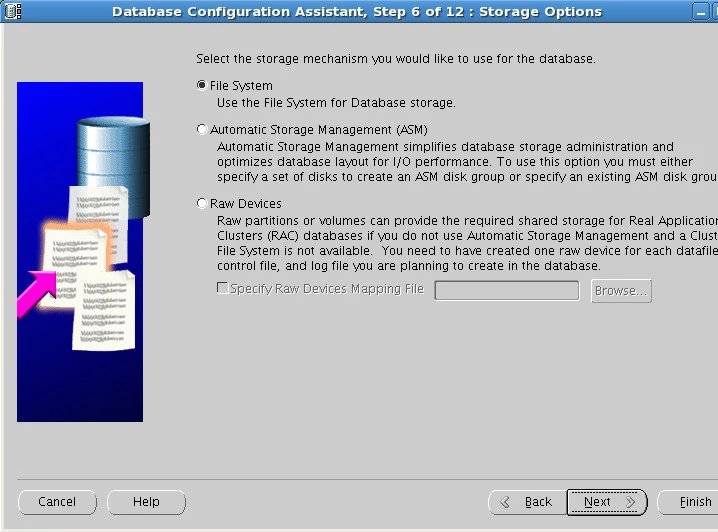 Database Configuration Assistant, Step 6 of 12 : Storage Options
Select the storage mechanism you would like to use for the database.
File System
Use the File System for Database storage.
Automatic Storage Management (ASM)
Automatic Storage Management simplifies database storage administration and
optimizes database layout for I/O performance. To use this option you must either
specify a set of disks to create an ASM disk group or specify an existing ASM disk grou
Raw Devices
Raw partitions or volumes can provide the required shared storage for Real Application
Clusters (RAC) databases if you do not use Automatic Storage Management and a Clust
File System is not available. You need to have created one raw device for each datafile
control file, and log file you are planning to create in the database.
Specify Raw Devices Mapping File Browse...
Cancel Help Back Next Finish